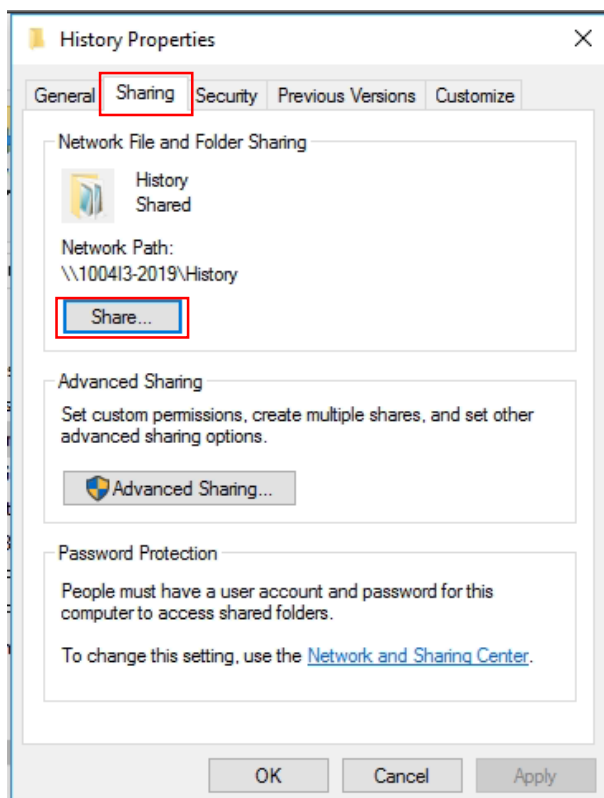 History Properties
General Sharing Security Previous Versions Customize
Network File and Folder Sharing
History
Shared
Network Path:
\\1004I3-2019\History
Share...
Advanced Sharing
Set custom permissions, create multiple shares, and set other
advanced sharing options.
Advanced Sharing...
Password Protection
People must have a user account and password for this
computer to access shared folders.
To change this setting, use the Network and Sharing Center.
OK Cancel Apply